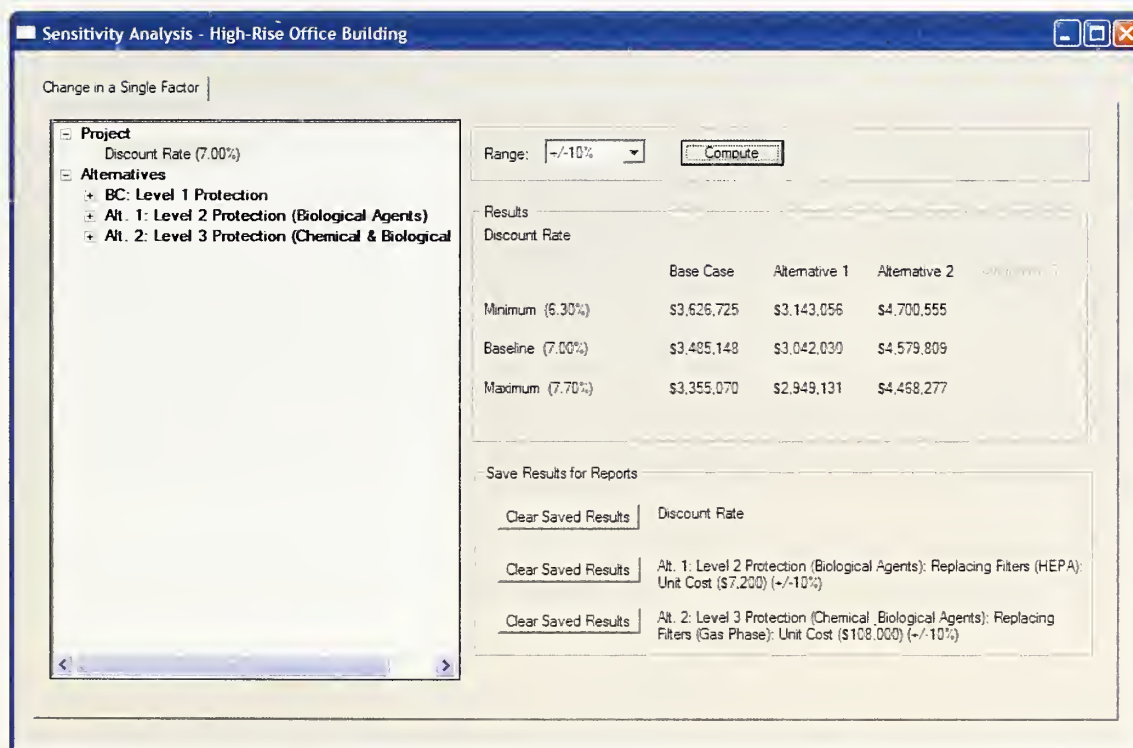 Sensitivity Analysis - High-Rise Office Building
Change in a Single Factor
Project
Discount Rate (7.00%)
Alternatives
BC: Level 1 Protection
Alt. 1: Level 2 Protection (Biological Agents)
Alt. 2: Level 3 Protection (Chemical & Biological
Range: +/-10% Compute
Results
Discount Rate
Base Case Alternative 1 Alternative 2
Minimum (6.30%) $3,626,725 $3,143,056 $4,700,555
Baseline (7.00%) $3,485,148 $3,042,030 $4,579,809
Maximum (7.70%) $3,355,070 $2,949,131 $4,468,277
Save Results for Reports
Clear Saved Results Discount Rate
Clear Saved Results Alt. 1: Level 2 Protection (Biological Agents): Replacing Filters (HEPA):
Unit Cost ($7,200) (+/-10%)
Clear Saved Results Alt. 2: Level 3 Protection (Chemical Biological Agents): Replacing
Filters (Gas Phase): Unit Cost ($108,000) (+/-10%)